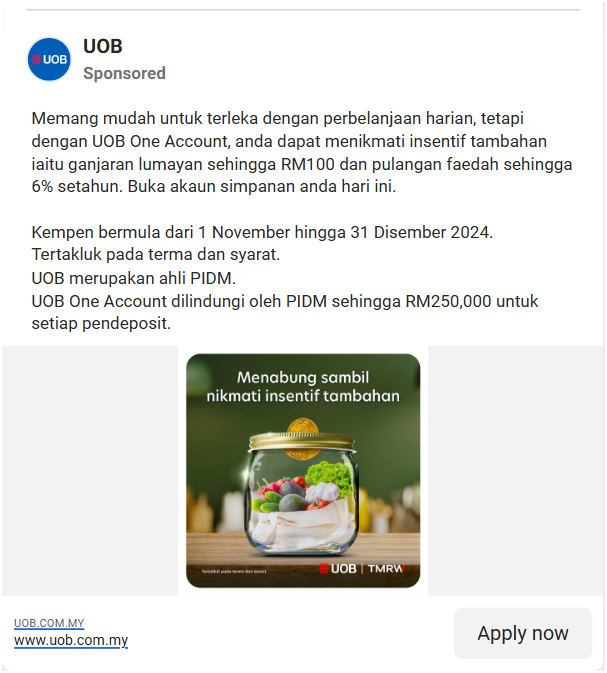 UOB
UOB
Sponsored
Memang mudah untuk terleka dengan perbelanjaan harian, tetapi
dengan UOB One Account, anda dapat menikmati insentif tambahan
iaitu ganjaran lumayan sehingga RM100 dan pulangan faedah sehingga
6% setahun. Buka akaun simpanan anda hari ini.
Kempen bermula dari 1 November hingga 31 Disember 2024.
Tertakluk pada terma dan syarat.
UOB merupakan ahli PIDM.
UOB One Account dilindungi oleh PIDM sehingga RM250,000 untuk
setiap pendeposit.
Menabung sambil
nikmati insentif tambahan
Tertakluk pada terma dan syarat.
UOB | TMRW
UOB.COM.MY
www.uob.com.my
Apply now